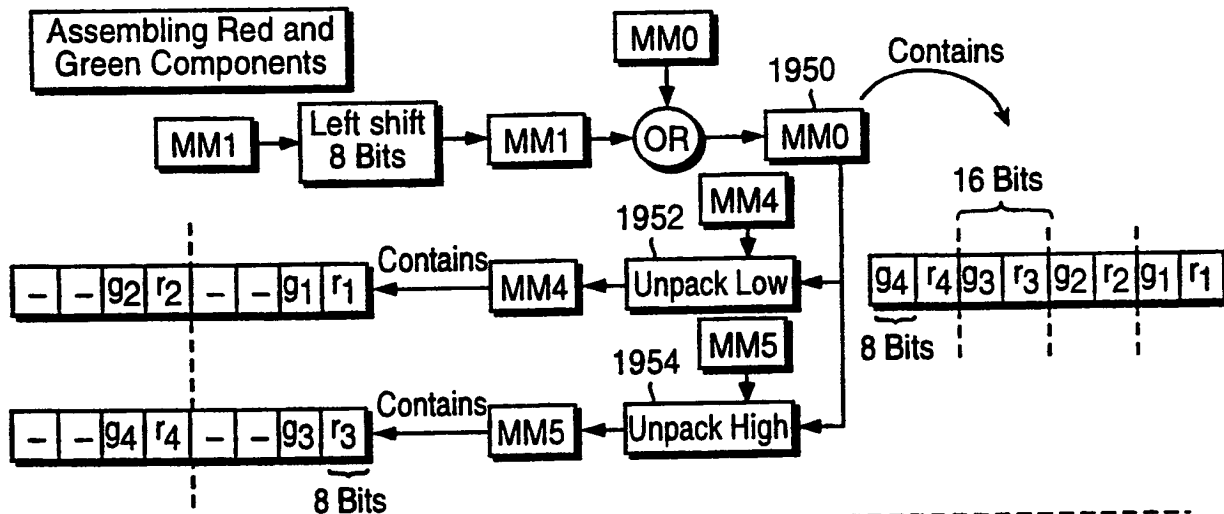 Assembling Red and
Green Components
MM0
1950
Contains
MM1
Left shift
8 Bits
MM1
OR
MM0
16 Bits
MM4
1952
Contains
– – g2 r2 – – g1 r1
MM4
Unpack Low
g4 r4 g3 r3 g2 r2 g1 r1
8 Bits
MM5
1954
Contains
– – g4 r4 – – g3 r3
MM5
Unpack High
8 Bits